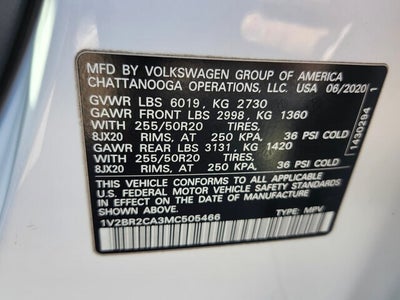 MFD BY VOLKSWAGEN GROUP OF AMERICA
CHATTANOOGA OPERATIONS, LLC. USA 06/2020
GVWR LBS 6019, KG 2730
GAWR FRONT LBS 2998, KG 1360
WITH 255/50R20 TIRES,
8JX20 RIMS, AT 250 KPA, 36 PSI COLD
GAWR REAR LBS 3131, KG 1420
WITH 255/50R20 TIRES,
8JX20 RIMS, AT 250 KPA, 36 PSI COLD
THIS VEHICLE CONFORMS TO ALL APPLICABLE
FEDERAL MOTOR VEHICLE SAFETY STANDARDS
IN EFFECT ON THE DATE OF MANUFACTURE
SHOWN ABOVE.
1V2BR2CA3MC505466 TYPE: MPV
1430294 1